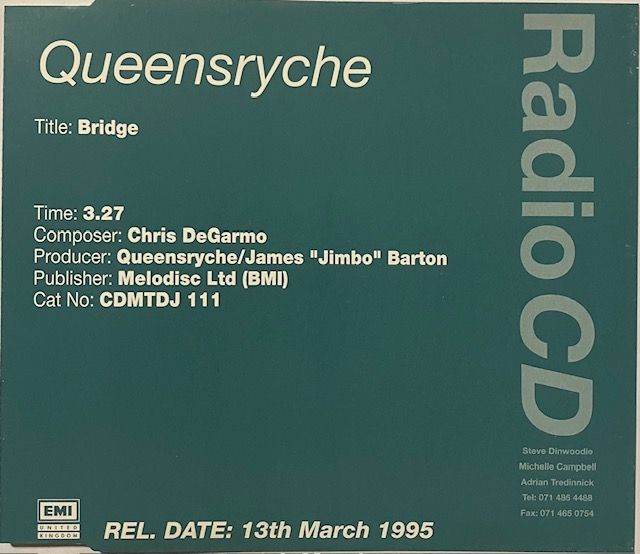 Queensryche
Title: Bridge
Time: 3.27
Composer: Chris DeGarmo
Producer: Queensryche/James "Jimbo" Barton
Publisher: Melodisc Ltd (BMI)
Cat No: CDMTDJ 111
Radio CD
Steve Dinwoodie
Michelle Campbell
Adrian Tredinnick
Tel: 071 486 4488
Fax: 071 465 0754
EMI
UNITED
KINGDOM
REL. DATE: 13th March 1995